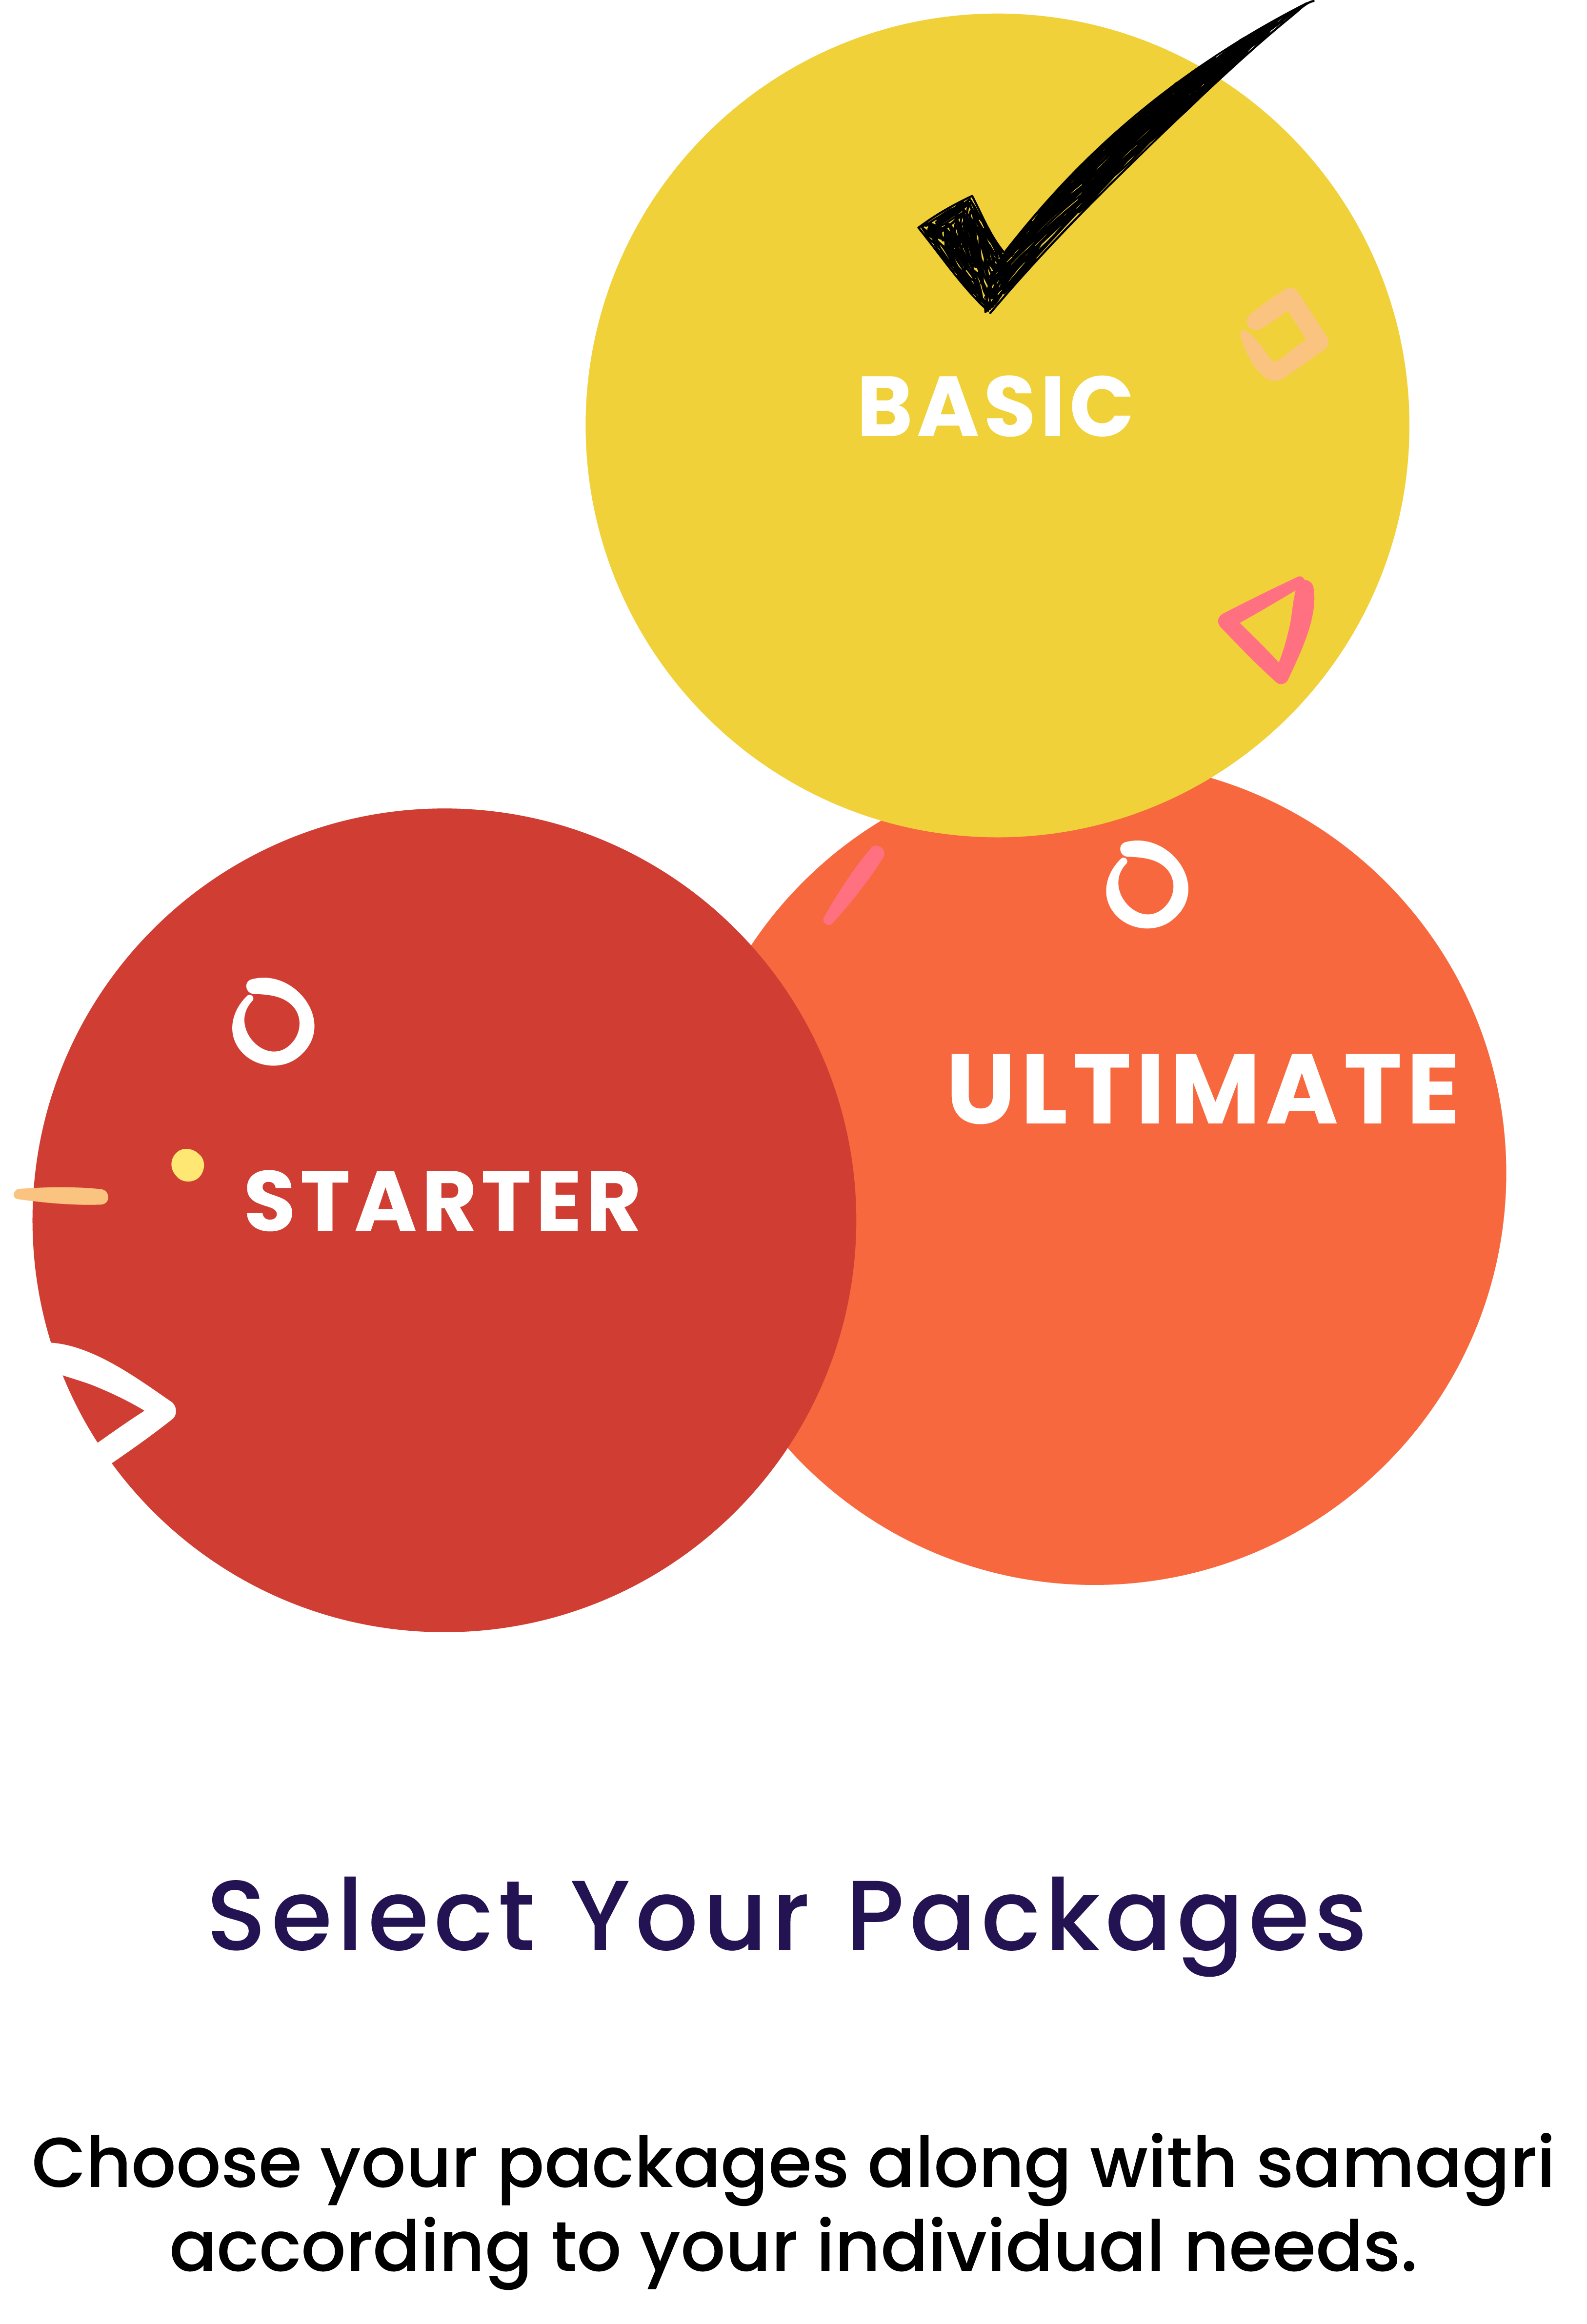 BASIC
ULTIMATE
STARTER
Select Your Packages
Choose your packages along with samagri
according to your individual needs.